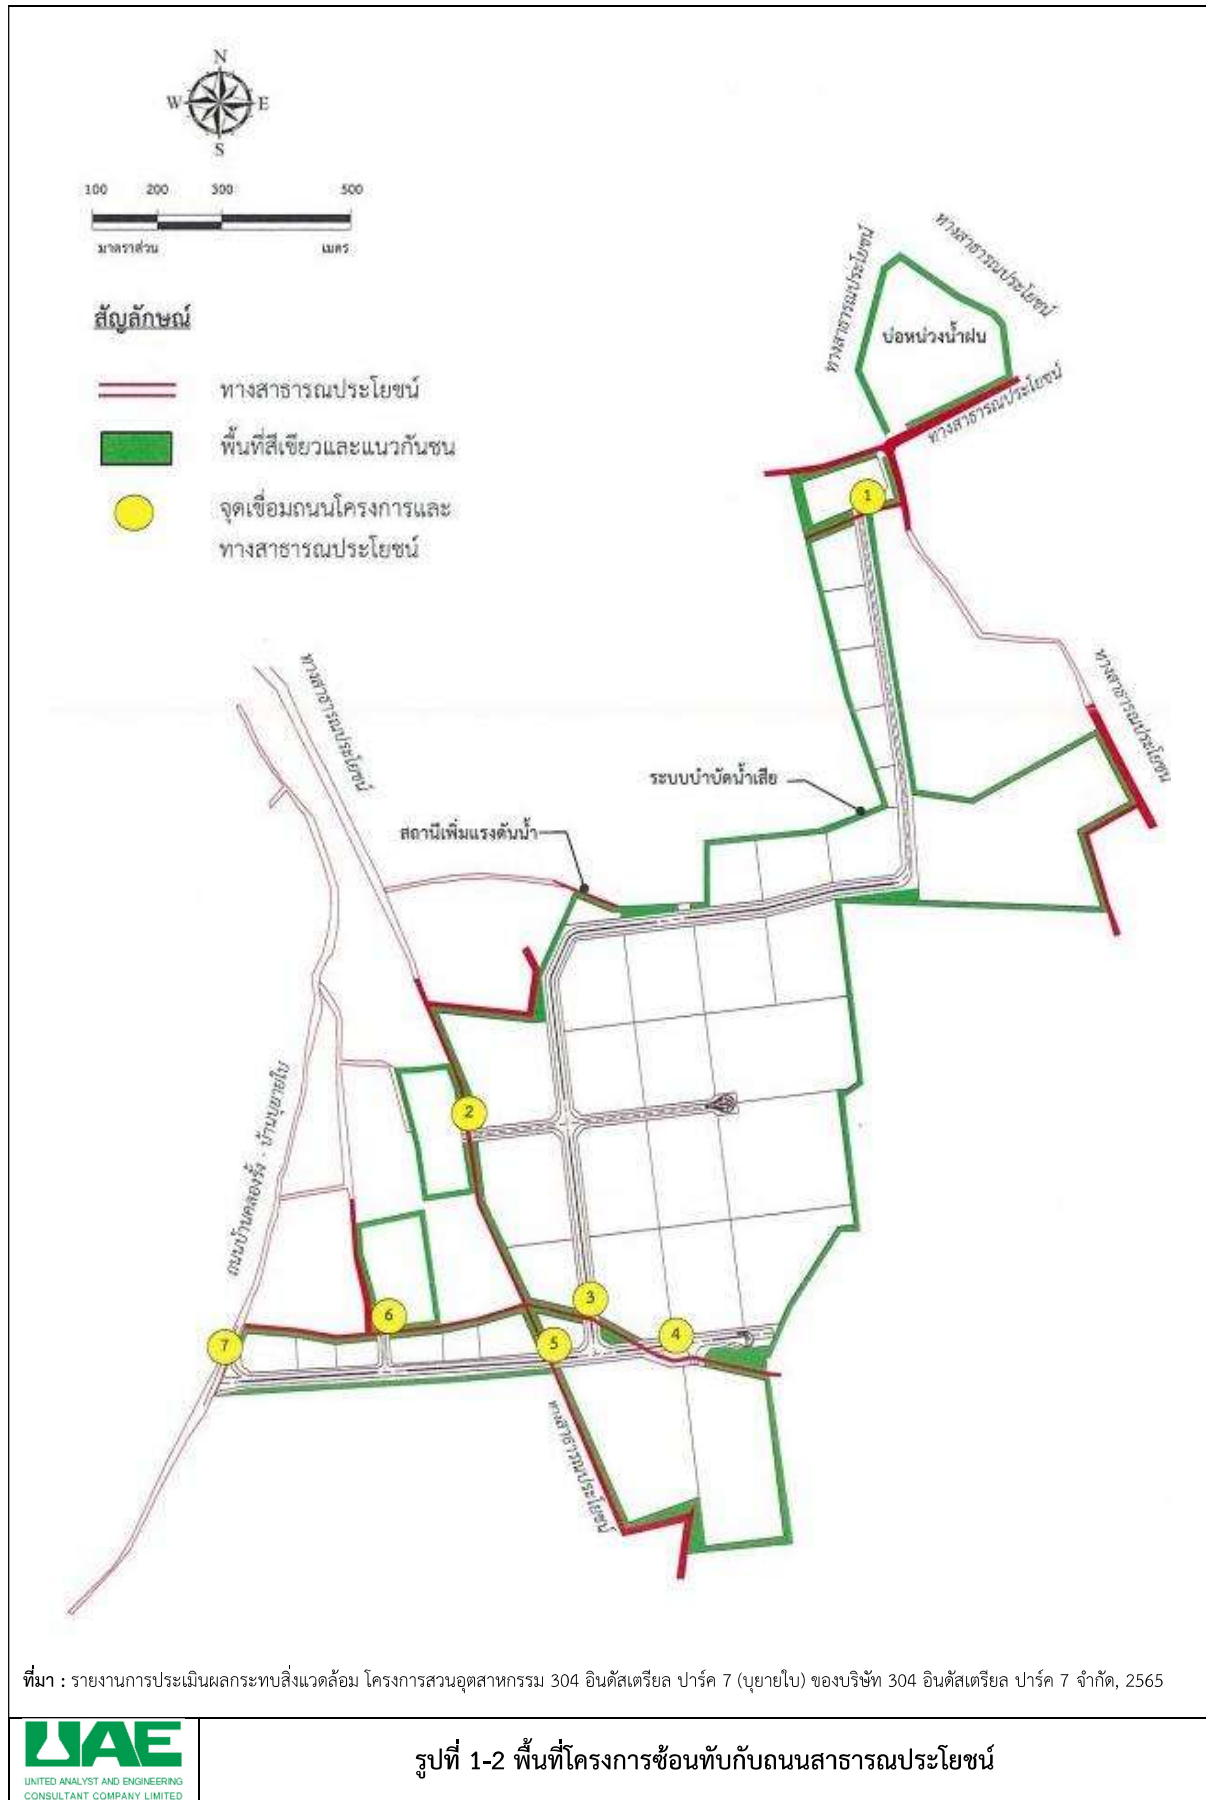 N
W E
S
100 200 300 500
มาตราส่วน เมตร
สัญลักษณ์
ทางสาธารณประโยชน์
พื้นที่สีเขียวและแนวกันชน
จุดเชื่อมถนนโครงการและ
ทางสาธารณประโยชน์
ทางสาธารณประโยชน์
ทางสาธารณประโยชน์
บ่อหน่วงน้ำฝน
ทางสาธารณประโยชน์
1
ทางสาธารณประโยชน์
ทางสาธารณประโยชน์
ระบบบำบัดน้ำเสีย
สถานีเพิ่มแรงดันน้ำ
2
ถนนบ้านคลองรั้ง - บ้านบุยายใบ
3
6
4
5
7
ทางสาธารณประโยชน์
ที่มา : รายงานการประเมินผลกระทบสิ่งแวดล้อม โครงการสวนอุตสาหกรรม 304 อินดัสเตรียล ปาร์ค 7 (บุยายใบ) ของบริษัท 304 อินดัสเตรียล ปาร์ค 7 จำกัด, 2565
UAE
UNITED ANALYST AND ENGINEERING
CONSULTANT COMPANY LIMITED
รูปที่ 1-2 พื้นที่โครงการซ้อนทับกับถนนสาธารณประโยชน์